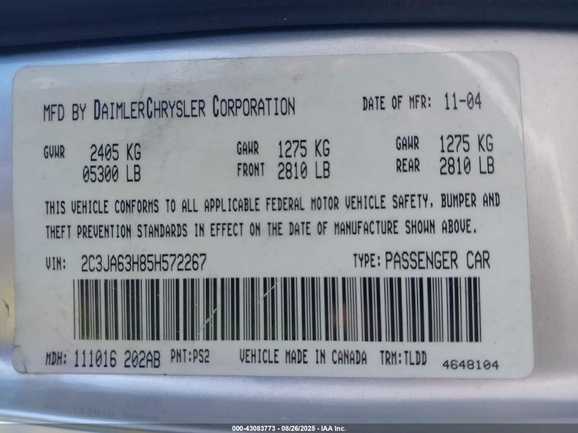 MFD BY DAIMLERCHRYSLER CORPORATION DATE OF MFR: 11-04
GVWR 2405 KG GAWR 1275 KG GAWR 1275 KG
05300 LB FRONT 2810 LB REAR 2810 LB
THIS VEHICLE CONFORMS TO ALL APPLICABLE FEDERAL MOTOR VEHICLE SAFETY, BUMPER AND
THEFT PREVENTION STANDARDS IN EFFECT ON THE DATE OF MANUFACTURE SHOWN ABOVE.
VIN: 2C3JA63H85H572267 TYPE: PASSENGER CAR
MDH: 111016 202AB PNT:PS2 VEHICLE MADE IN CANADA TRM:TLDD
4648104
000-43083773 - 08/26/2025 - IAA Inc.